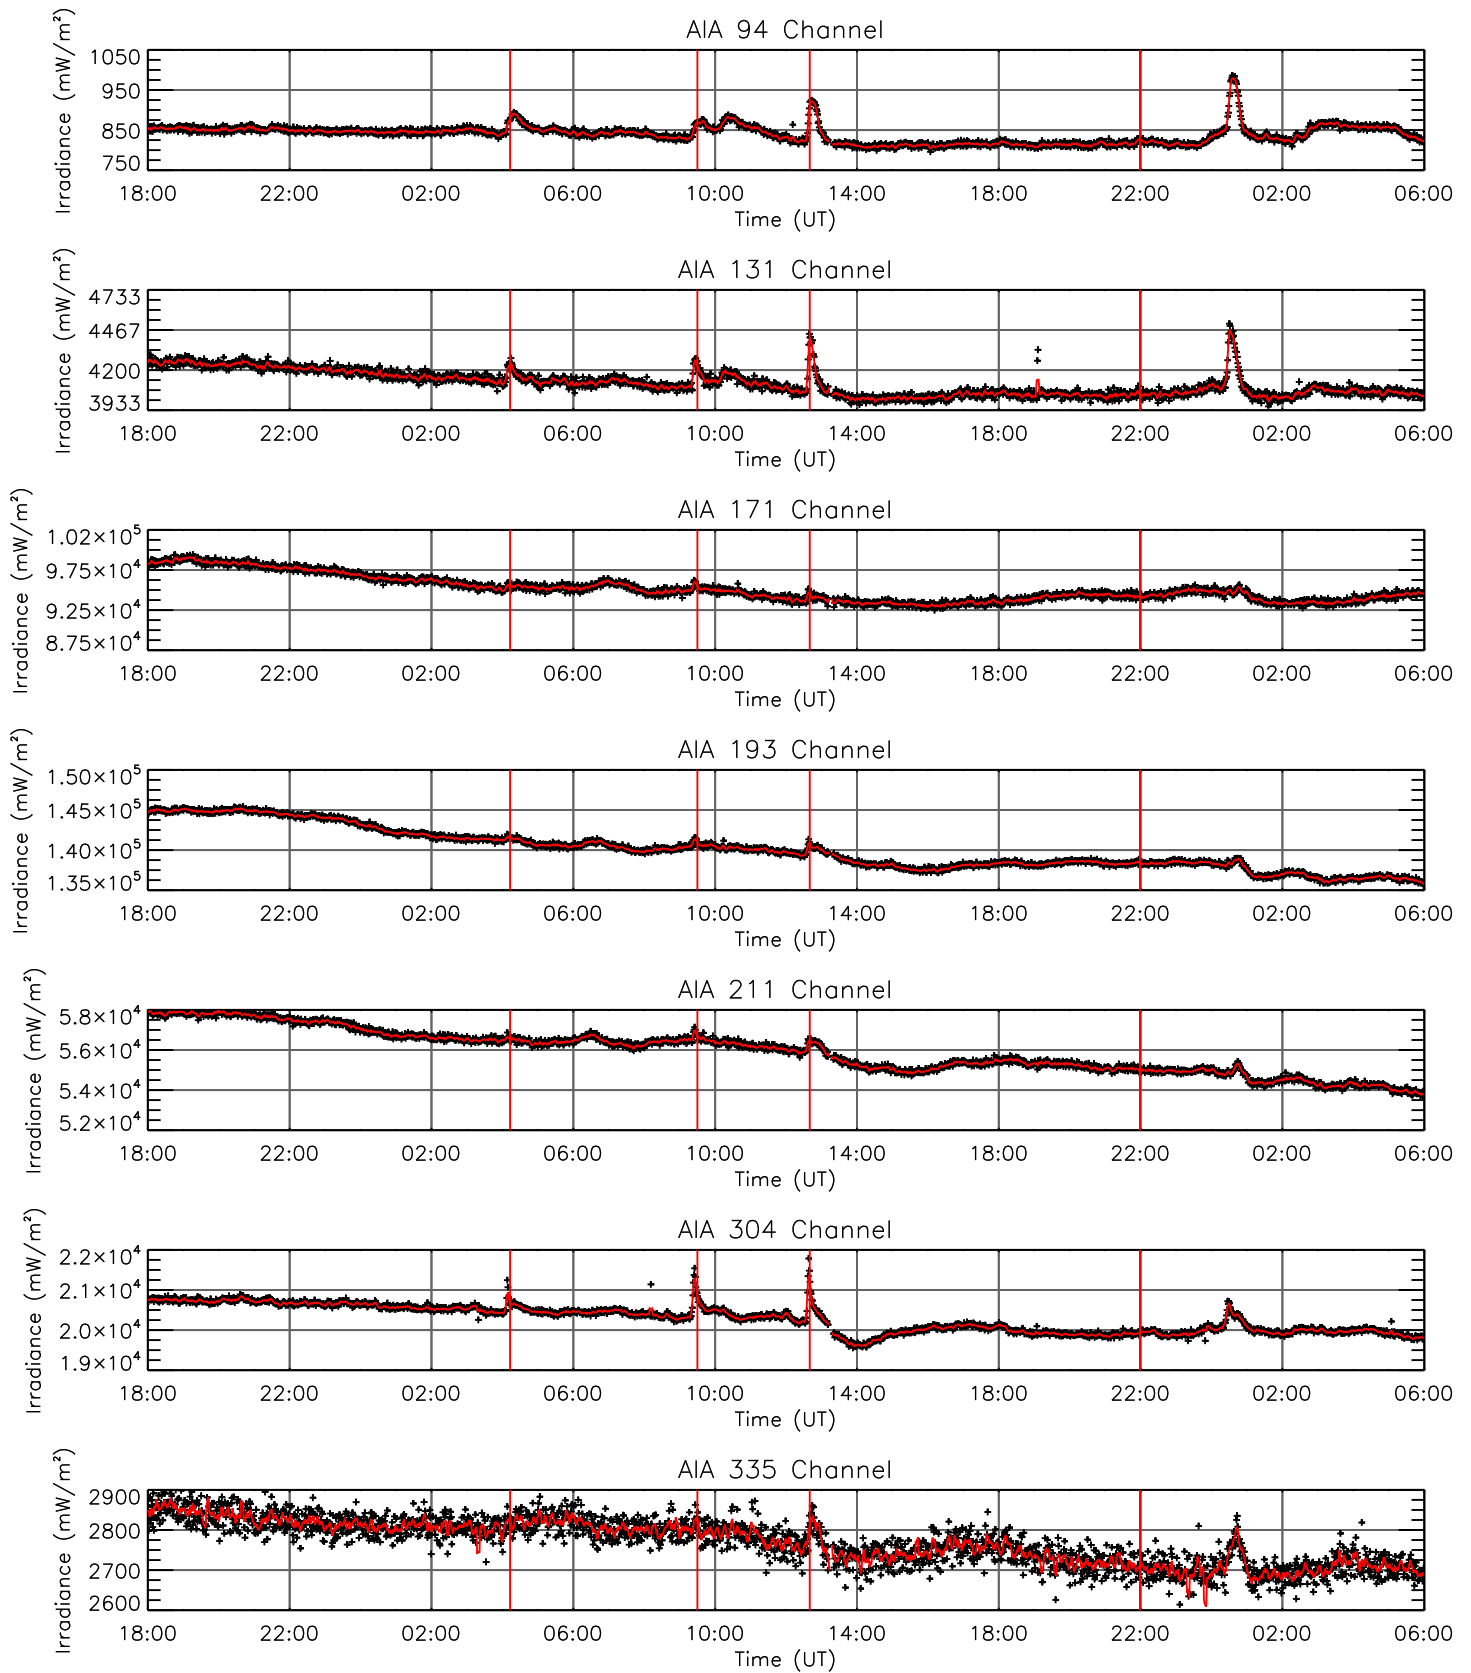 AIA 94 Channel
Irradiance (mW/m²)
1050
950
850
750
18:00 22:00 02:00 06:00 10:00 14:00 18:00 22:00 02:00 06:00
Time (UT)
AIA 131 Channel
Irradiance (mW/m²)
4733
4467
4200
3933
18:00 22:00 02:00 06:00 10:00 14:00 18:00 22:00 02:00 06:00
Time (UT)
AIA 171 Channel
Irradiance (mW/m²)
1.02×10⁵
9.75×10⁴
9.25×10⁴
8.75×10⁴
18:00 22:00 02:00 06:00 10:00 14:00 18:00 22:00 02:00 06:00
Time (UT)
AIA 193 Channel
Irradiance (mW/m²)
1.50×10⁵
1.45×10⁵
1.40×10⁵
1.35×10⁵
18:00 22:00 02:00 06:00 10:00 14:00 18:00 22:00 02:00 06:00
Time (UT)
AIA 211 Channel
Irradiance (mW/m²)
5.8×10⁴
5.6×10⁴
5.4×10⁴
5.2×10⁴
18:00 22:00 02:00 06:00 10:00 14:00 18:00 22:00 02:00 06:00
Time (UT)
AIA 304 Channel
Irradiance (mW/m²)
2.2×10⁴
2.1×10⁴
2.0×10⁴
1.9×10⁴
18:00 22:00 02:00 06:00 10:00 14:00 18:00 22:00 02:00 06:00
Time (UT)
AIA 335 Channel
Irradiance (mW/m²)
2900
2800
2700
2600
18:00 22:00 02:00 06:00 10:00 14:00 18:00 22:00 02:00 06:00
Time (UT)